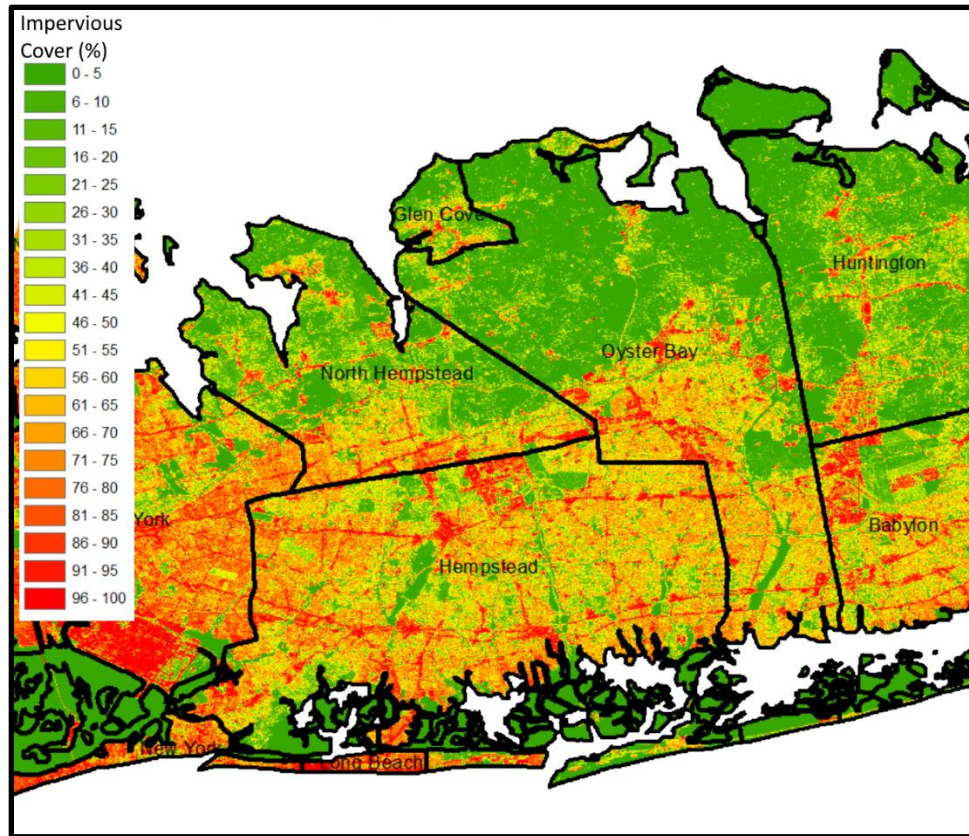 Impervious
Cover (%)
0 - 5
6 - 10
11 - 15
16 - 20
21 - 25
26 - 30
31 - 35
36 - 40
41 - 45
46 - 50
51 - 55
56 - 60
61 - 65
66 - 70
71 - 75
76 - 80
81 - 85
86 - 90
91 - 95
96 - 100
Glen Cove
Huntington
Oyster Bay
North Hempstead
York
Babylon
Hempstead
New York
Long Beach